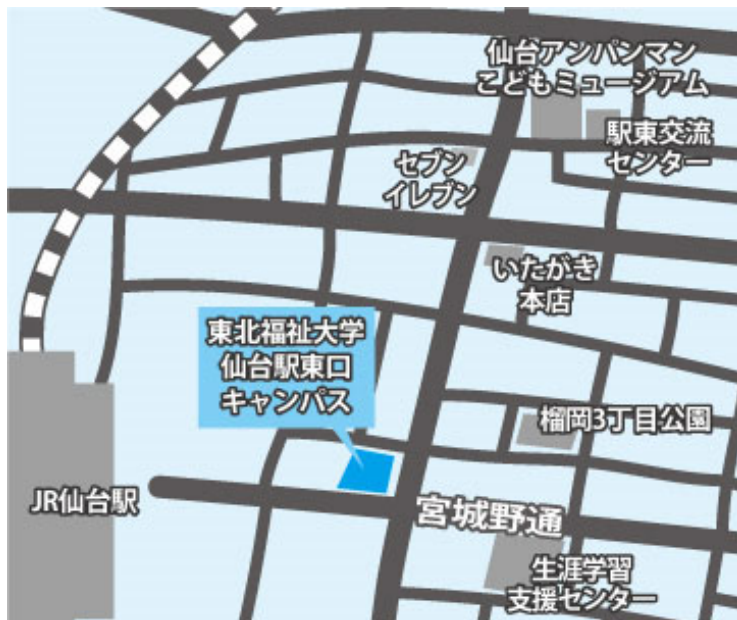 仙台アンパンマン
こどもミュージアム
駅東交流
センター
セブン
イレブン
いたがき
本店
東北福祉大学
仙台駅東口
キャンパス
榴岡3丁目公園
JR仙台駅
宮城野通
生涯学習
支援センター